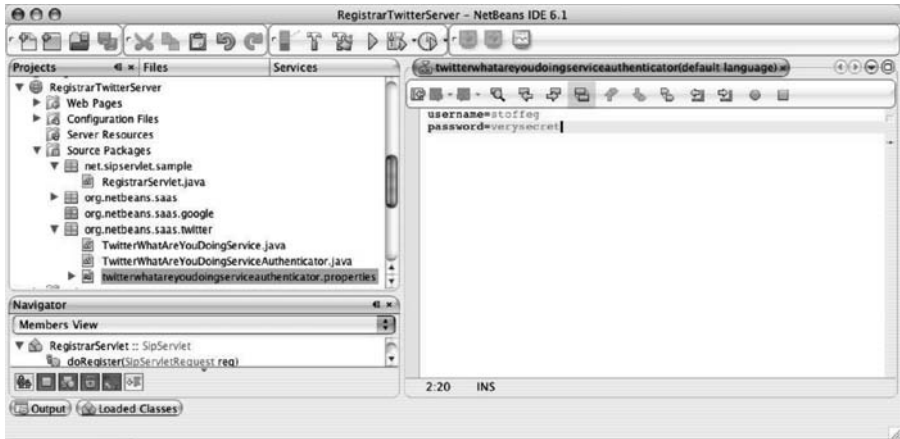 RegistrarTwitterServer – NetBeans IDE 6.1
Projects
Files
Services
RegistrarTwitterServer
Web Pages
Configuration Files
Server Resources
Source Packages
net.sipservlet.sample
RegistrarServlet.java
org.netbeans.saas
org.netbeans.saas.google
org.netbeans.saas.twitter
TwitterWhatAreYouDoingService.java
TwitterWhatAreYouDoingServiceAuthenticator.java
twitterwhatareyoudoingserviceauthenticator.properties
Navigator
Members View
RegistrarServlet :: SipServlet
doRegister(SipServletRequest req)
Output
Loaded Classes
twitterwhatareyoudoingserviceauthenticator(default language)
username=stoffeg
password=verysecret
2:20 INS